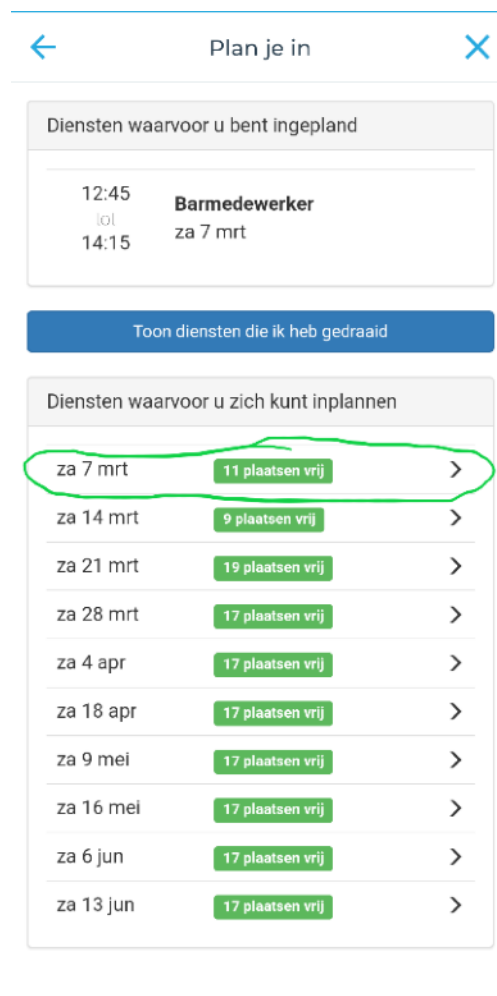 Plan je in
Diensten waarvoor u bent ingepland
12:45
tot
14:15
Barmedewerker
za 7 mrt
Toon diensten die ik heb gedraaid
Diensten waarvoor u zich kunt inplannen
za 7 mrt 11 plaatsen vrij
za 14 mrt 9 plaatsen vrij
za 21 mrt 19 plaatsen vrij
za 28 mrt 17 plaatsen vrij
za 4 apr 17 plaatsen vrij
za 18 apr 17 plaatsen vrij
za 9 mei 17 plaatsen vrij
za 16 mei 17 plaatsen vrij
za 6 jun 17 plaatsen vrij
za 13 jun 17 plaatsen vrij